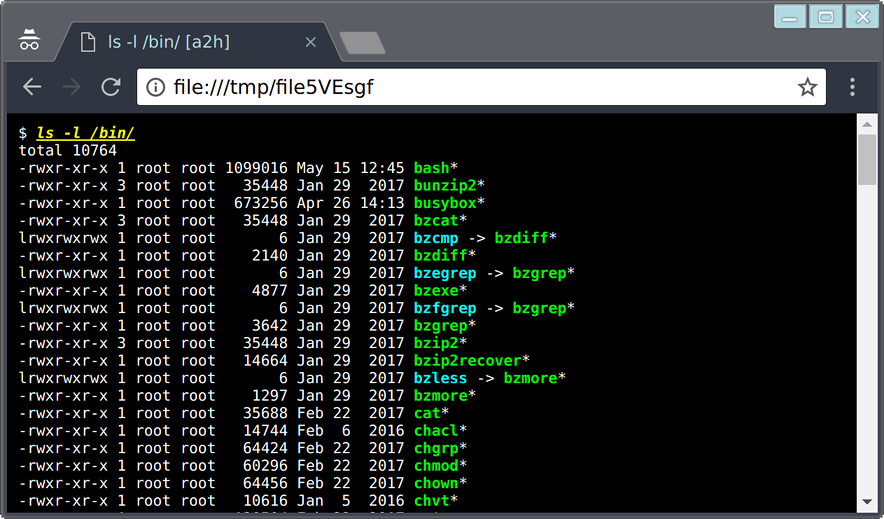 ls -l /bin/ [a2h]
file:///tmp/file5VEsgf
$ ls -l /bin/
total 10764
-rwxr-xr-x 1 root root 1099016 May 15 12:45 bash*
-rwxr-xr-x 3 root root   35448 Jan 29  2017 bunzip2*
-rwxr-xr-x 1 root root  673256 Apr 26 14:13 busybox*
-rwxr-xr-x 3 root root   35448 Jan 29  2017 bzcat*
lrwxrwxrwx 1 root root       6 Jan 29  2017 bzcmp -> bzdiff*
-rwxr-xr-x 1 root root    2140 Jan 29  2017 bzdiff*
lrwxrwxrwx 1 root root       6 Jan 29  2017 bzegrep -> bzgrep*
-rwxr-xr-x 1 root root    4877 Jan 29  2017 bzexe*
lrwxrwxrwx 1 root root       6 Jan 29  2017 bzfgrep -> bzgrep*
-rwxr-xr-x 1 root root    3642 Jan 29  2017 bzgrep*
-rwxr-xr-x 3 root root   35448 Jan 29  2017 bzip2*
-rwxr-xr-x 1 root root   14664 Jan 29  2017 bzip2recover*
lrwxrwxrwx 1 root root       6 Jan 29  2017 bzless -> bzmore*
-rwxr-xr-x 1 root root    1297 Jan 29  2017 bzmore*
-rwxr-xr-x 1 root root   35688 Feb 22  2017 cat*
-rwxr-xr-x 1 root root   14744 Feb  6  2016 chacl*
-rwxr-xr-x 1 root root   64424 Feb 22  2017 chgrp*
-rwxr-xr-x 1 root root   60296 Feb 22  2017 chmod*
-rwxr-xr-x 1 root root   64456 Feb 22  2017 chown*
-rwxr-xr-x 1 root root   10616 Jan  5  2016 chvt*